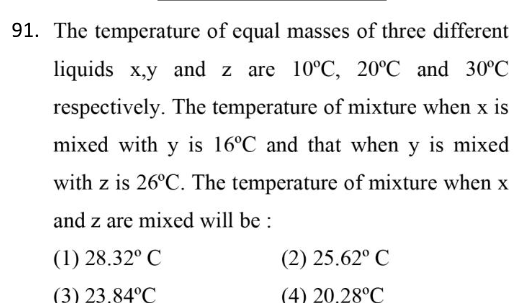 91. The temperature of equal masses of three different
liquids x,y and z are 10ºC, 20ºC and 30ºC
respectively. The temperature of mixture when x is
mixed with y is 16ºC and that when y is mixed
with z is 26ºC. The temperature of mixture when x
and z are mixed will be :
(1) 28.32º C (2) 25.62º C
(3) 23.84ºC (4) 20.28ºC